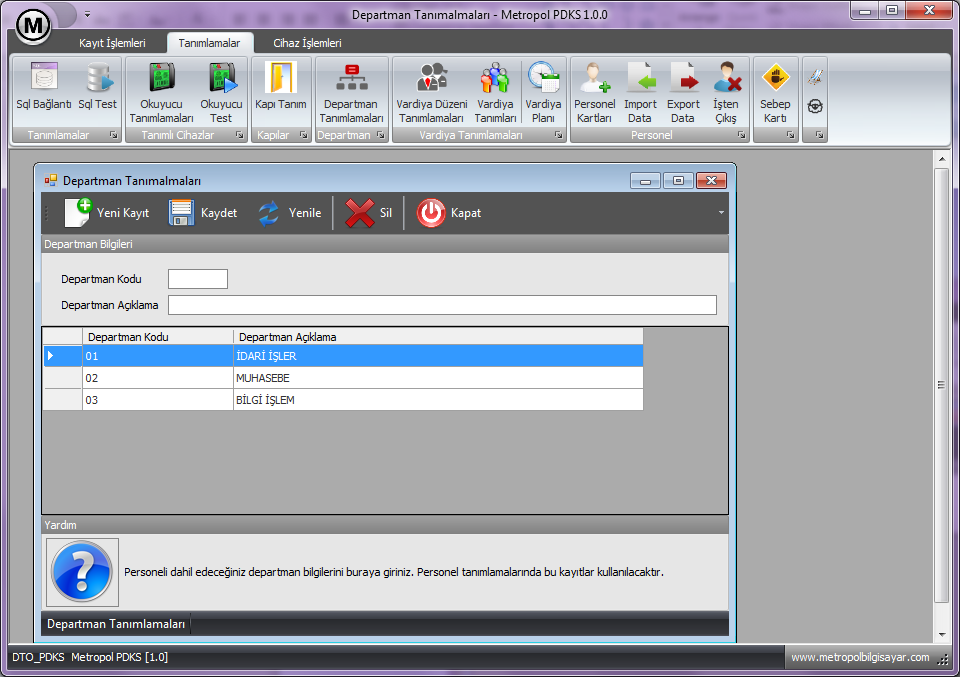 Departman Tanımalmaları - Metropol PDKS 1.0.0
M
Kayıt İşlemleri Tanımlamalar Cihaz İşlemleri
Sql Bağlantı Sql Test Okuyucu Tanımlamaları Okuyucu Test Kapı Tanım Departman Tanımlamaları Vardiya Düzeni Tanımlamaları Vardiya Tanımları Vardiya Planı Personel Kartları Import Data Export Data İşten Çıkış Sebep Kartı
Tanımlamalar Tanımlı Cihazlar Kapılar Departman Vardiya Tanımlamaları Personel
Departman Tanımalmaları
Yeni Kayıt Kaydet Yenile Sil Kapat
Departman Bilgileri
Departman Kodu
Departman Açıklama
Departman Kodu Departman Açıklama
01 İDARİ İŞLER
02 MUHASEBE
03 BİLGİ İŞLEM
Yardım
Personeli dahil edeceğiniz departman bilgilerini buraya giriniz. Personel tanımlamalarında bu kayıtlar kullanılacaktır.
Departman Tanımlamaları
DTO_PDKS Metropol PDKS [1.0] www.metropolbilgisayar.com